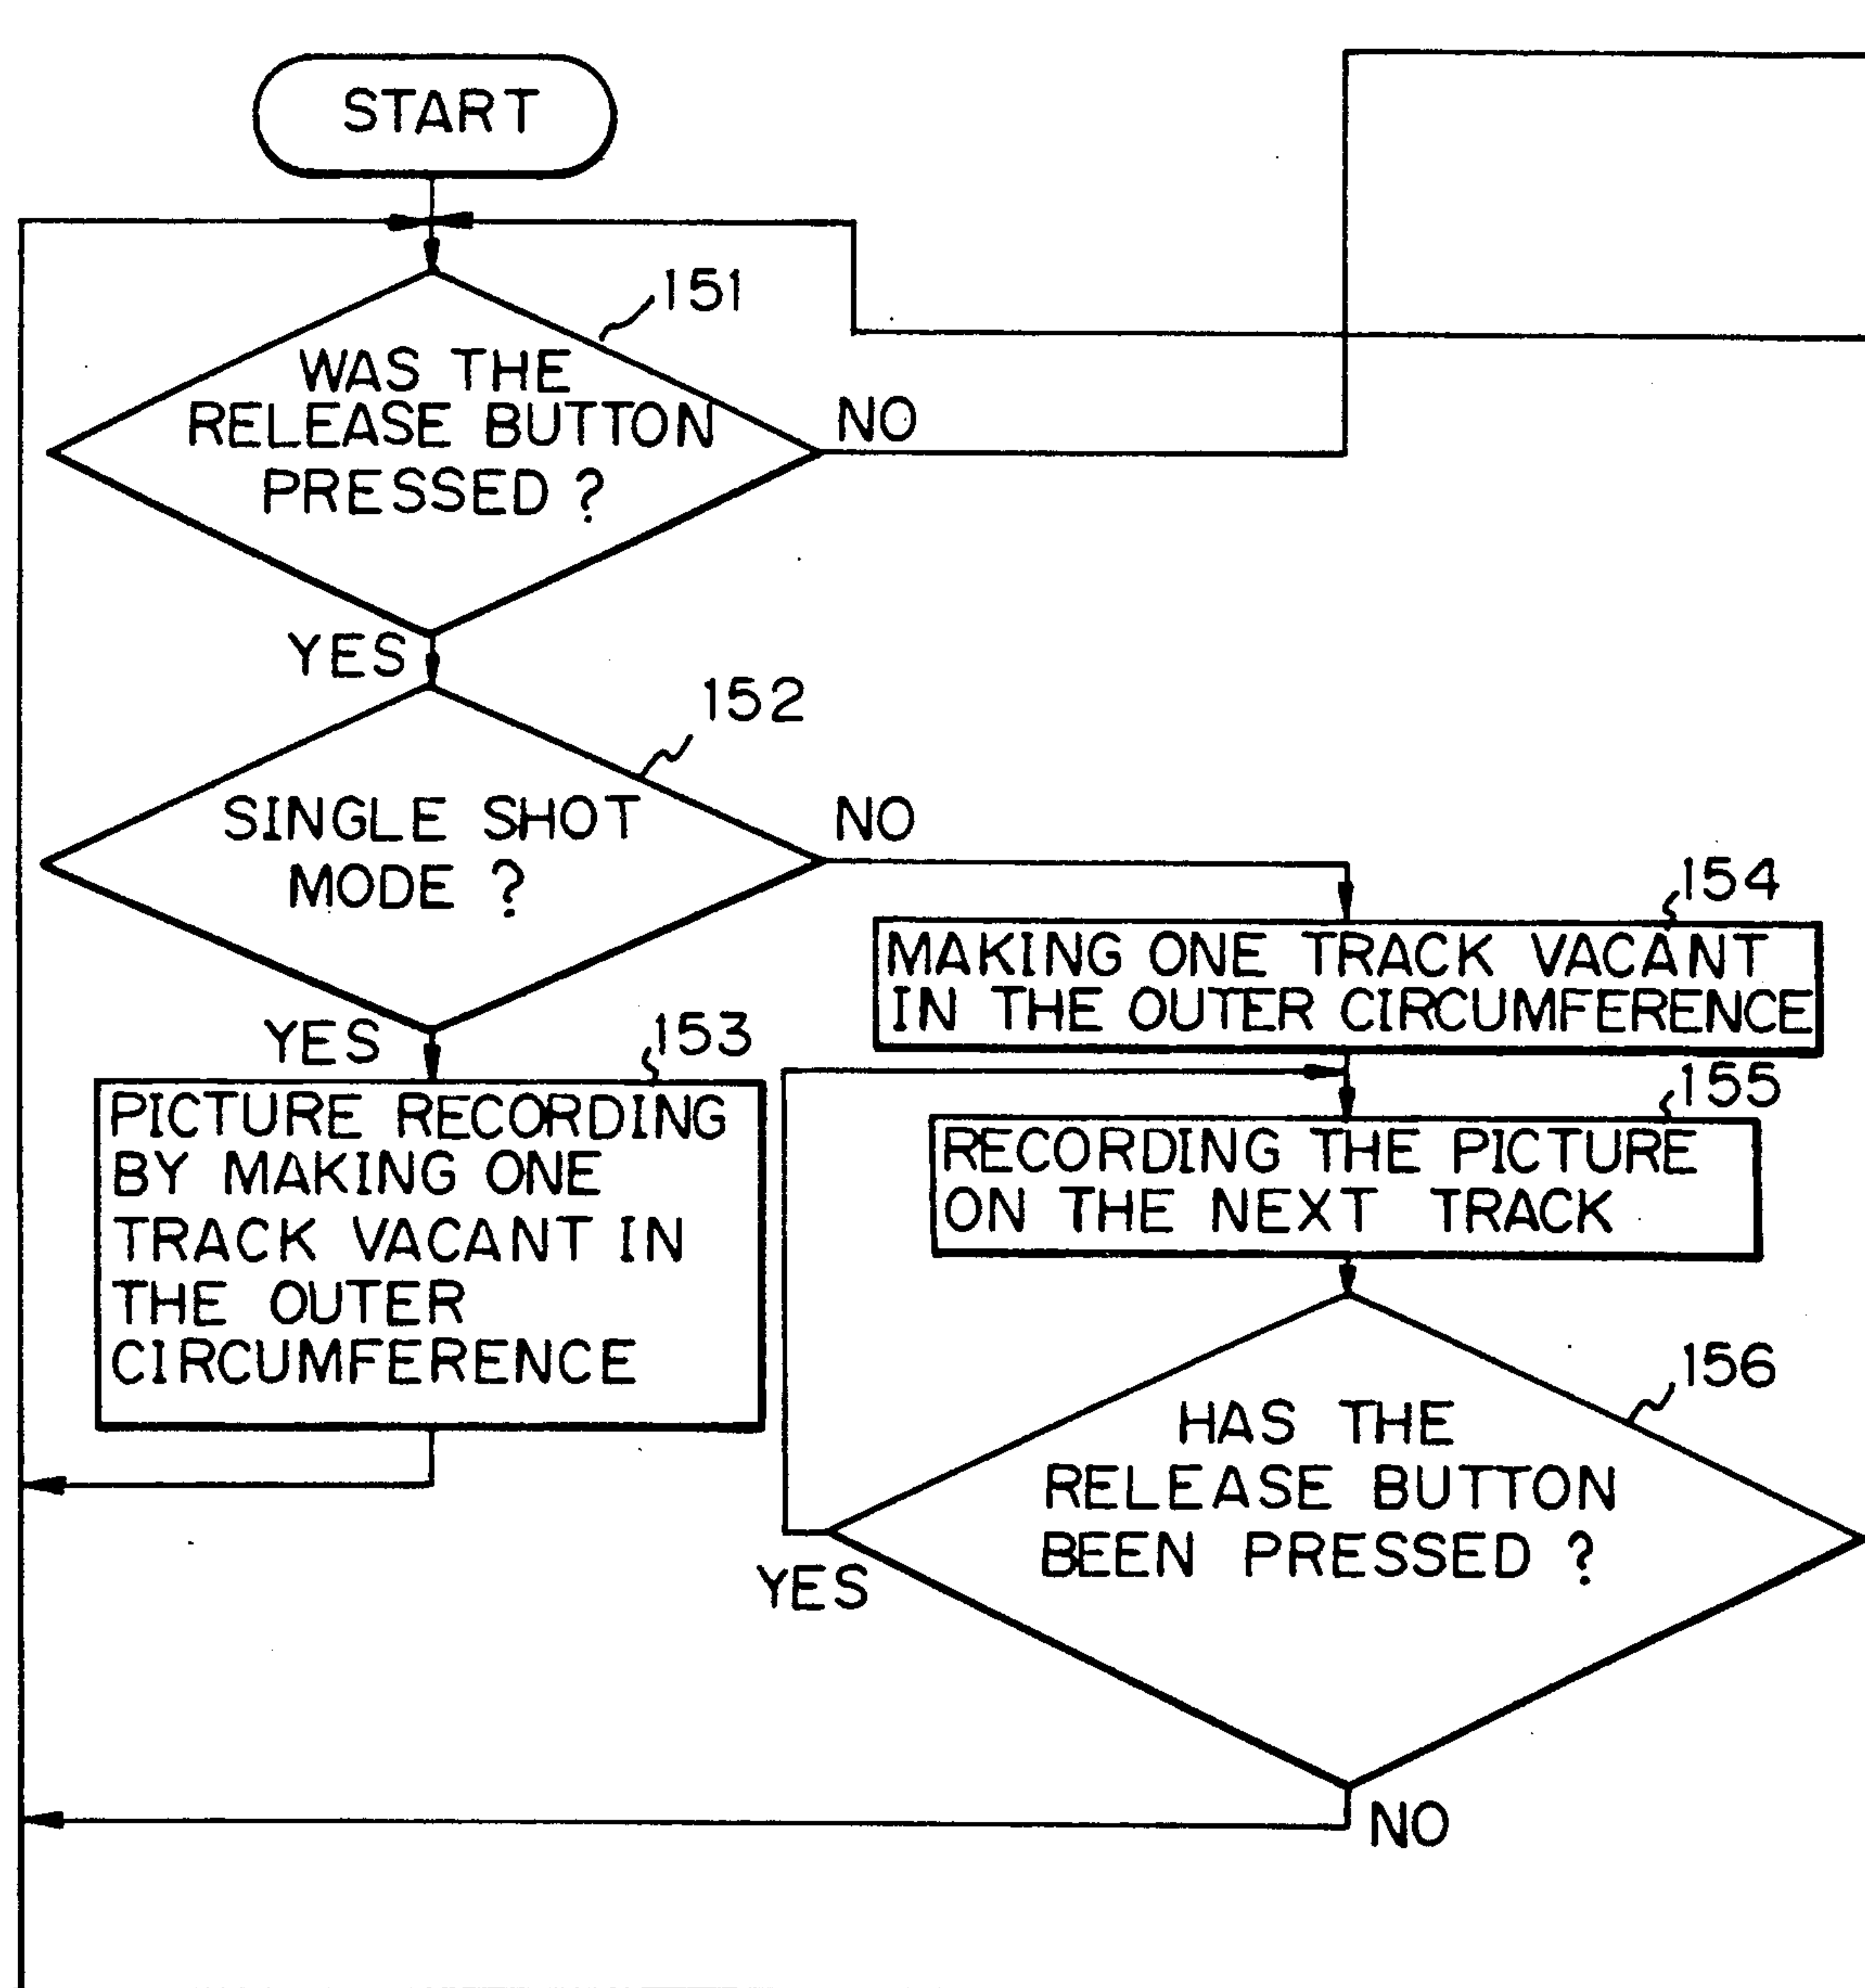 START
151
WAS THE
RELEASE BUTTON
PRESSED ?
NO
YES
152
SINGLE SHOT
MODE ?
NO
YES
153
PICTURE RECORDING
BY MAKING ONE
TRACK VACANT IN
THE OUTER
CIRCUMFERENCE
154
MAKING ONE TRACK VACANT
IN THE OUTER CIRCUMFERENCE
155
RECORDING THE PICTURE
ON THE NEXT TRACK
156
HAS THE
RELEASE BUTTON
BEEN PRESSED ?
YES
NO